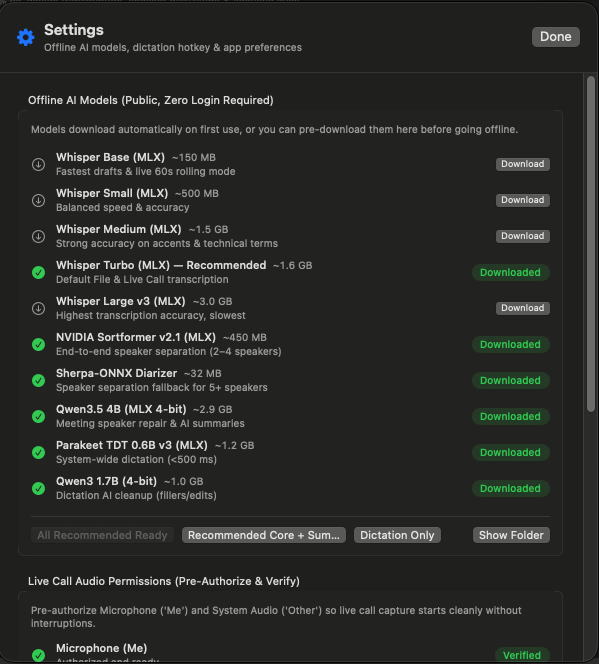 Settings
Offline AI models, dictation hotkey & app preferences
Done
Offline AI Models (Public, Zero Login Required)
Models download automatically on first use, or you can pre-download them here before going offline.
Whisper Base (MLX) ~150 MB
Fastest drafts & live 60s rolling mode
Download
Whisper Small (MLX) ~500 MB
Balanced speed & accuracy
Download
Whisper Medium (MLX) ~1.5 GB
Strong accuracy on accents & technical terms
Download
Whisper Turbo (MLX) — Recommended ~1.6 GB
Default File & Live Call transcription
Downloaded
Whisper Large v3 (MLX) ~3.0 GB
Highest transcription accuracy, slowest
Download
NVIDIA Sortformer v2.1 (MLX) ~450 MB
End-to-end speaker separation (2–4 speakers)
Downloaded
Sherpa-ONNX Diarizer ~32 MB
Speaker separation fallback for 5+ speakers
Downloaded
Qwen3.5 4B (MLX 4-bit) ~2.9 GB
Meeting speaker repair & AI summaries
Downloaded
Parakeet TDT 0.6B v3 (MLX) ~1.2 GB
System-wide dictation (<500 ms)
Downloaded
Qwen3 1.7B (4-bit) ~1.0 GB
Dictation AI cleanup (fillers/edits)
Downloaded
All Recommended Ready
Recommended Core + Sum...
Dictation Only
Show Folder
Live Call Audio Permissions (Pre-Authorize & Verify)
Pre-authorize Microphone ('Me') and System Audio ('Other') so live call capture starts cleanly without
interruptions.
Microphone (Me)
Authorized and ready
Verified